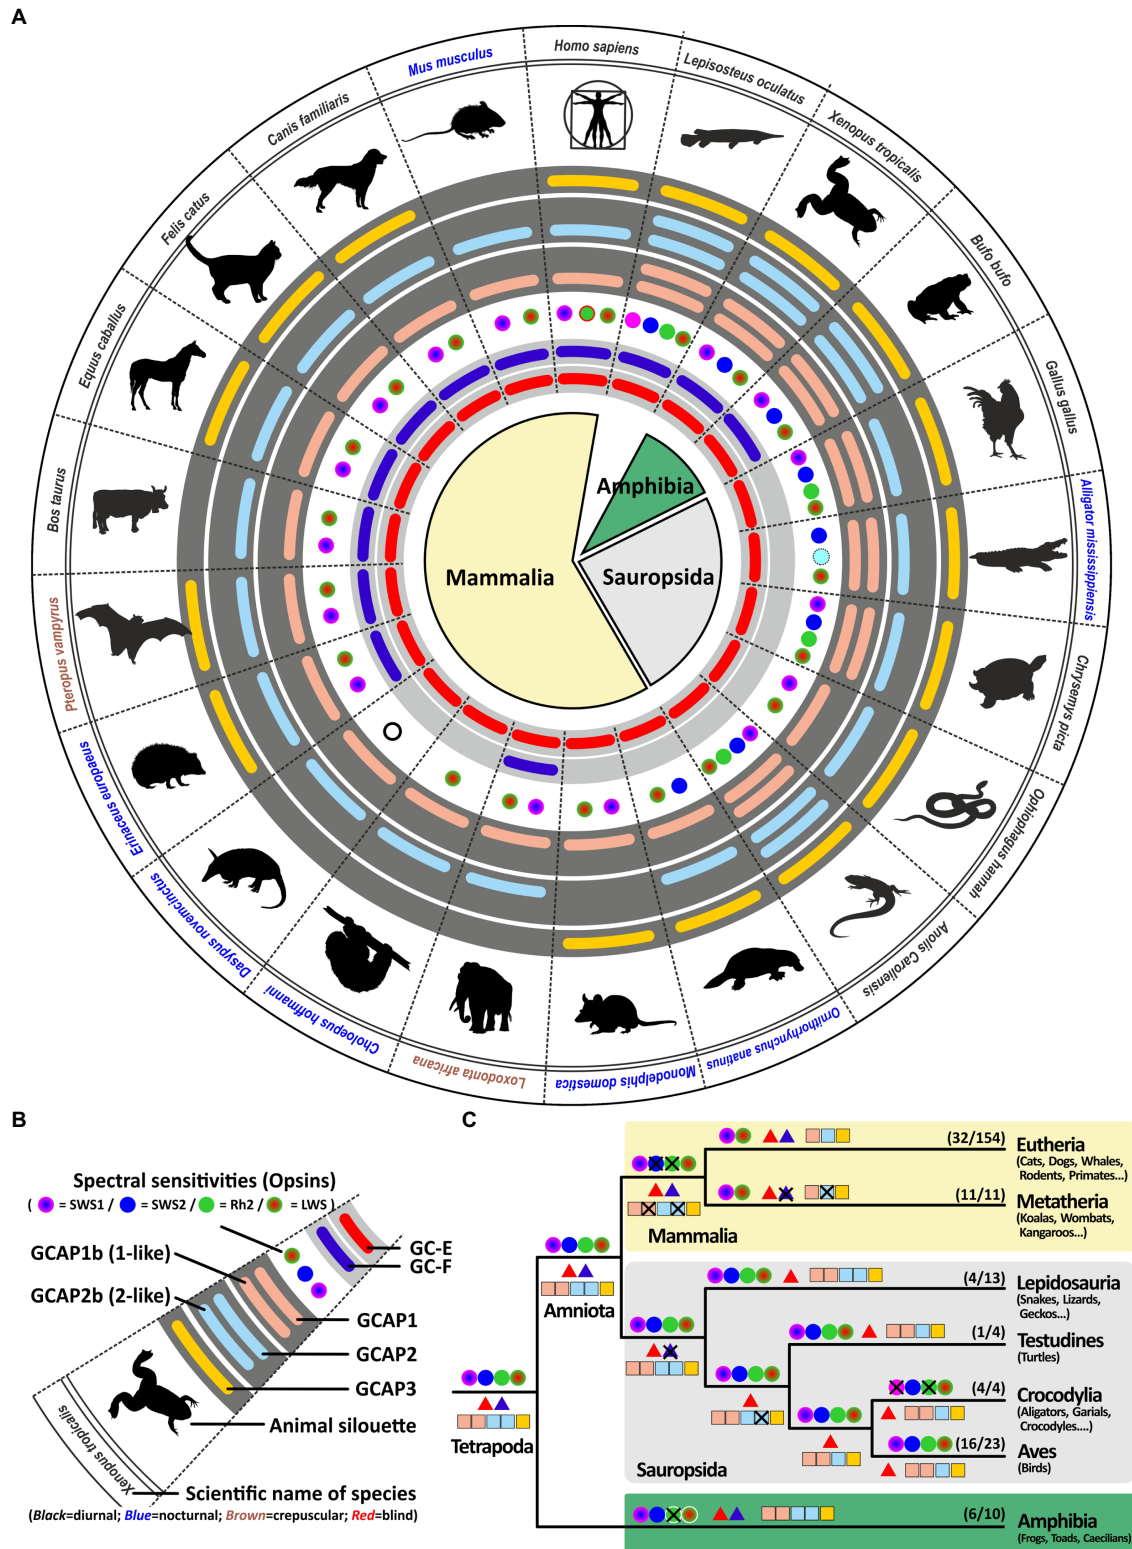 A
Homo sapiens
Lepisosteus oculatus
Xenopus tropicalis
Bufo bufo
Gallus gallus
Alligator mississippiensis
Chrysemys picta
Ophiophagus hannah
Anolis Caroliensis
Ornithorhynchus anatinus
Monodelphis domestica
Loxodonta africana
Choloepus hoffmanni
Dasypus novemcinctus
Erinaceus europaeus
Pteropus vampyrus
Bos taurus
Equus caballus
Felis catus
Canis familiaris
Mus musculus
Amphibia
Mammalia
Sauropsida
B
Spectral sensitivities (Opsins)
( = SWS1 / = SWS2 / = Rh2 / = LWS )
GCAP1b (1-like)
GCAP2b (2-like)
GC-E
GC-F
GCAP1
GCAP2
GCAP3
Animal silouette
Xenopus tropicalis
Scientific name of species
(Black=diurnal; Blue=nocturnal; Brown=crepuscular; Red=blind)
C
(32/154)
Eutheria
(Cats, Dogs, Whales,
Rodents, Primates...)
(11/11)
Metatheria
(Koalas, Wombats,
Kangaroos...)
Mammalia
Amniota
(4/13)
Lepidosauria
(Snakes, Lizards,
Geckos...)
(1/4)
Testudines
(Turtles)
(4/4)
Crocodylia
(Aligators, Garials,
Crocodyles....)
(16/23)
Aves
(Birds)
Tetrapoda
Sauropsida
(6/10)
Amphibia
(Frogs, Toads, Caecilians)